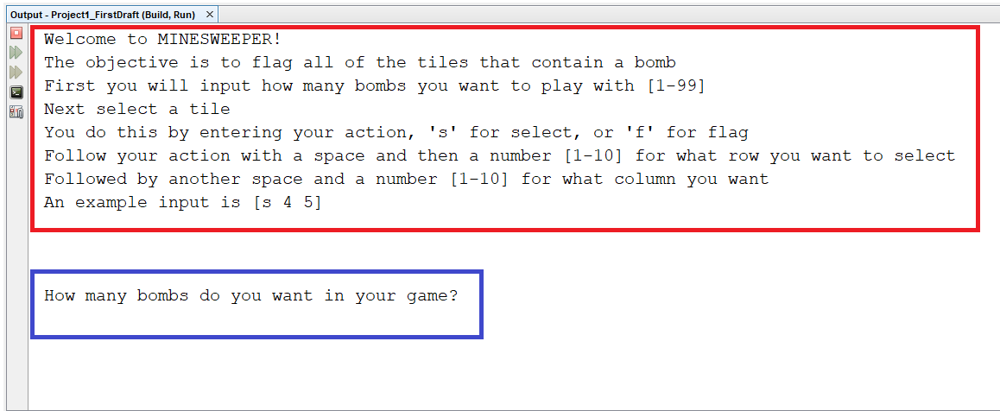 Output - Project1_FirstDraft (Build, Run) ×
Welcome to MINESWEEPER!
The objective is to flag all of the tiles that contain a bomb
First you will input how many bombs you want to play with [1-99]
Next select a tile
You do this by entering your action, 's' for select, or 'f' for flag
Follow your action with a space and then a number [1-10] for what row you want to select
Followed by another space and a number [1-10] for what column you want
An example input is [s 4 5]
How many bombs do you want in your game?